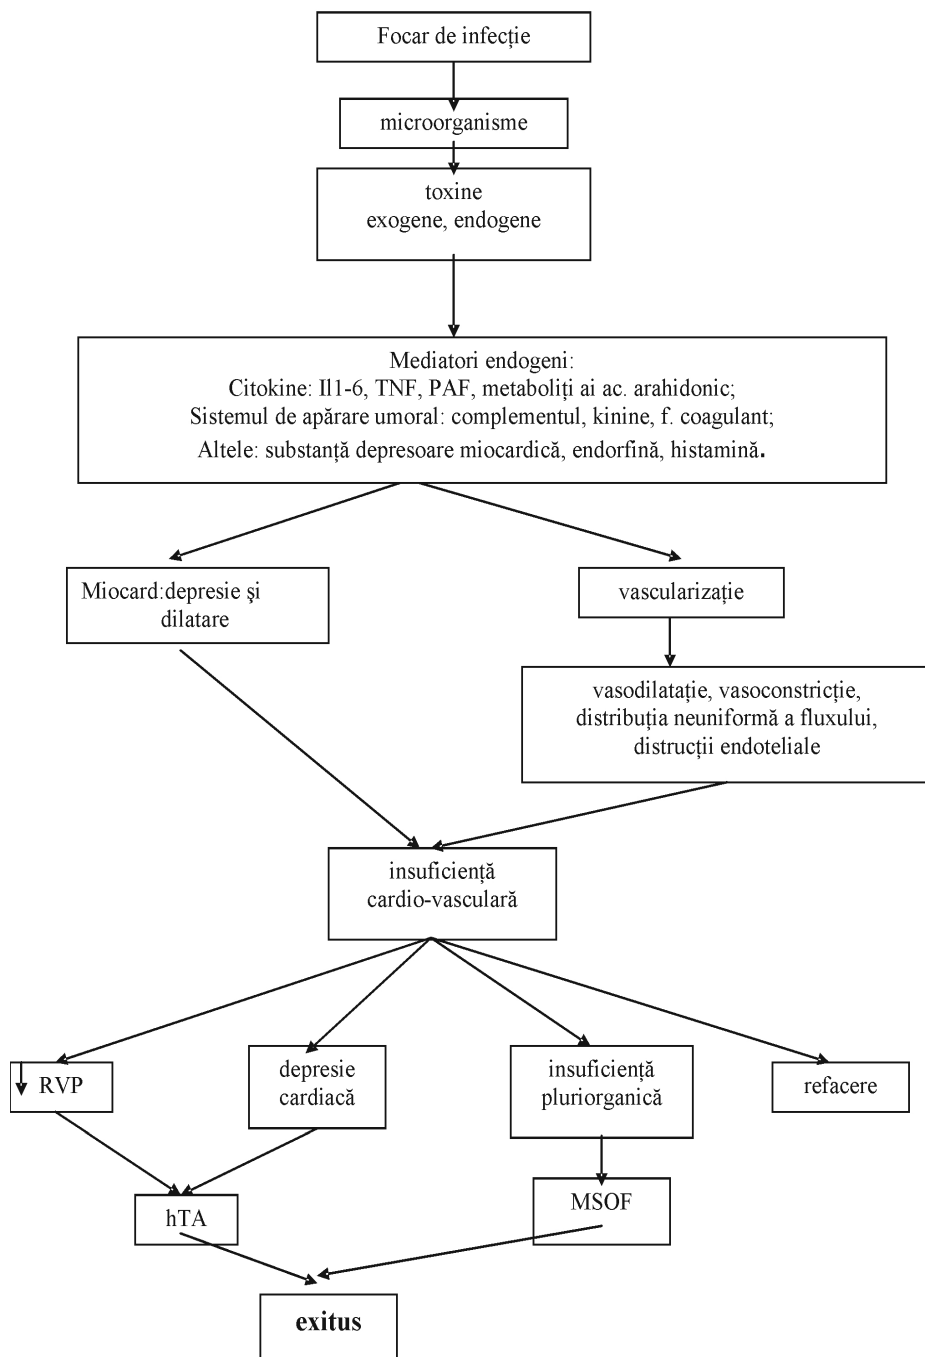 Focar de infecție
microorganisme
toxine
exogene, endogene
Mediatori endogeni:
Citokine: Il1-6, TNF, PAF, metaboliți ai ac. arahidonic;
Sistemul de apărare umoral: complementul, kinine, f. coagulant;
Altele: substanță depresoare miocardică, endorfină, histamină.
Miocard:depresie şi
dilatare
vascularizație
vasodilatație, vasoconstricție,
distribuția neuniformă a fluxului,
distrucții endoteliale
insuficiență
cardio-vasculară
RVP
depresie
cardiacă
insuficiență
pluriorganică
refacere
hTA
MSOF
exitus